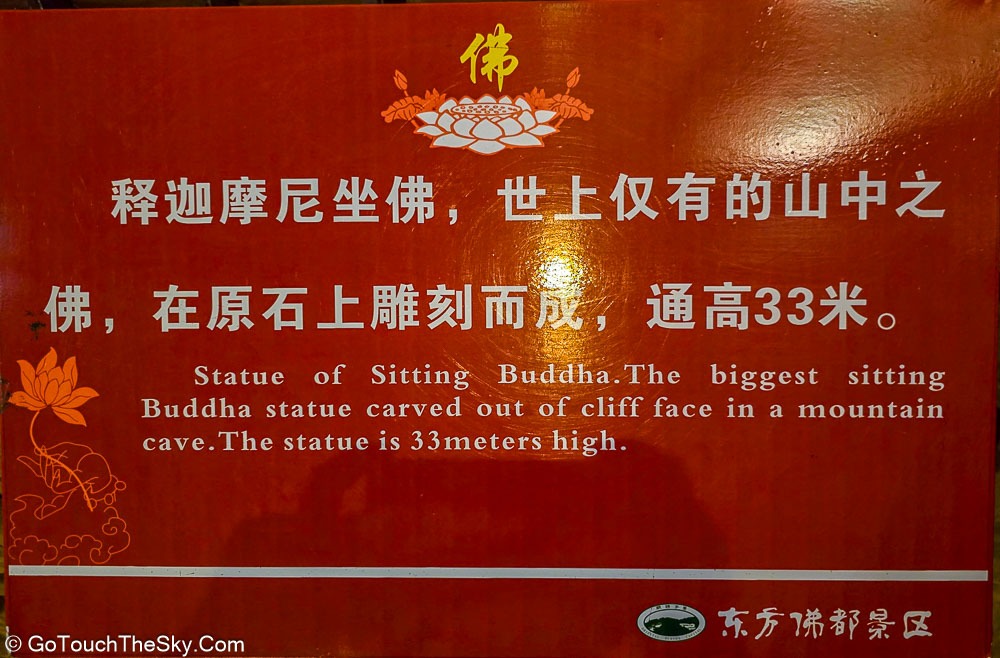 佛
释迦摩尼坐佛，世上仅有的山中之
佛，在原石上雕刻而成，通高33米。
Statue of Sitting Buddha.The biggest sitting
Buddha statue carved out of cliff face in a mountain
cave.The statue is 33meters high.
东方佛都景区
© GoTouchTheSky.Com